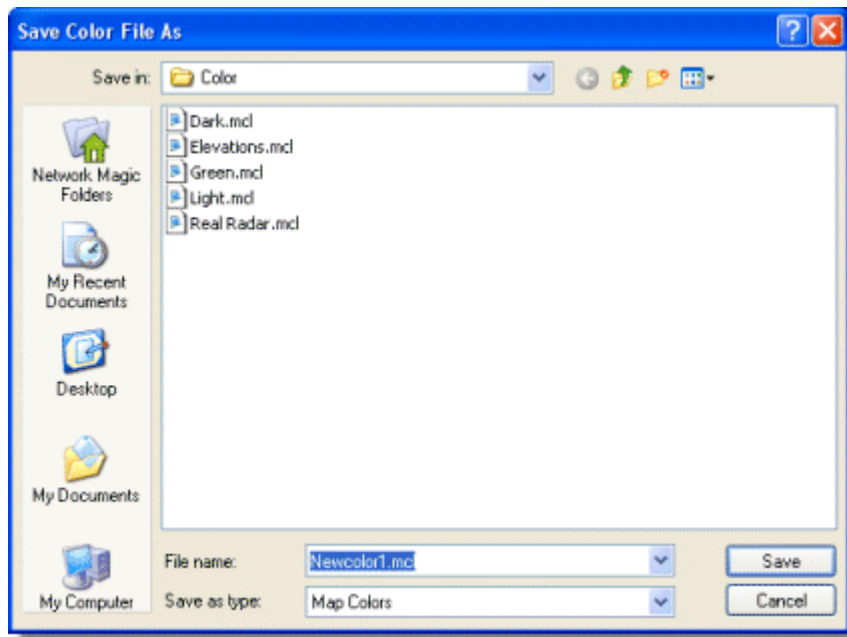 Save Color File As
Save in: Color
Dark.mcl
Elevations.mcl
Green.mcl
Light.mcl
Real Radar.mcl
Network Magic
Folders
My Recent
Documents
Desktop
My Documents
My Computer
File name: Newcolor1.mcl
Save
Save as type: Map Colors
Cancel